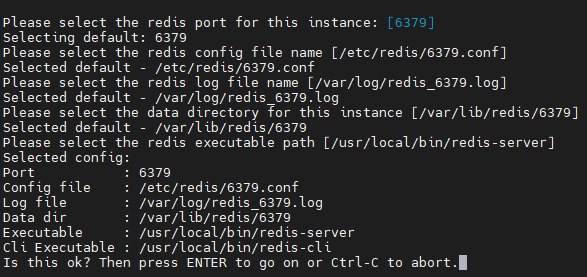 Please select the redis port for this instance: [6379]
Selecting default: 6379
Please select the redis config file name [/etc/redis/6379.conf]
Selected default - /etc/redis/6379.conf
Please select the redis log file name [/var/log/redis_6379.log]
Selected default - /var/log/redis_6379.log
Please select the data directory for this instance [/var/lib/redis/6379]
Selected default - /var/lib/redis/6379
Please select the redis executable path [/usr/local/bin/redis-server]
Selected config:
Port           : 6379
Config file    : /etc/redis/6379.conf
Log file       : /var/log/redis_6379.log
Data dir       : /var/lib/redis/6379
Executable     : /usr/local/bin/redis-server
Cli Executable : /usr/local/bin/redis-cli
Is this ok? Then press ENTER to go on or Ctrl-C to abort.